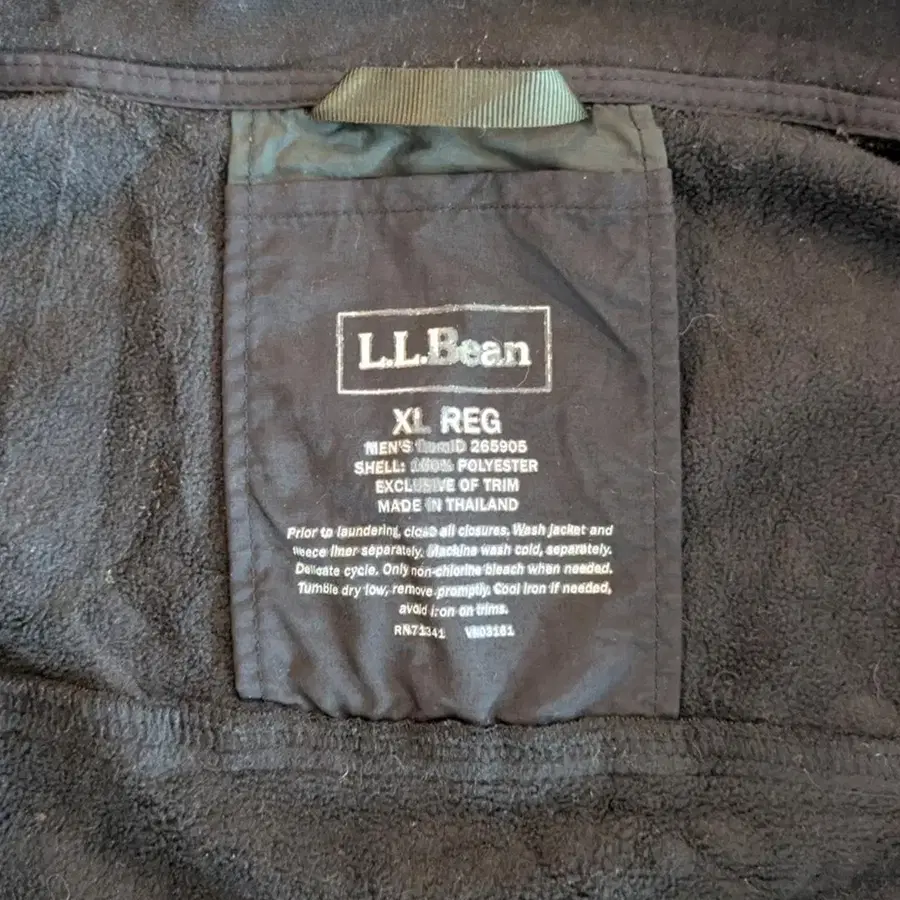 L.L.Bean
XL REG
MEN'S ItemID 265905
SHELL: 100% POLYESTER
EXCLUSIVE OF TRIM
MADE IN THAILAND
Prior to laundering, close all closures. Wash jacket and
fleece liner separately. Machine wash cold, separately.
Delicate cycle. Only non-chlorine bleach when needed.
Tumble dry low, remove promptly. Cool iron if needed,
avoid iron on trims.
RN71341